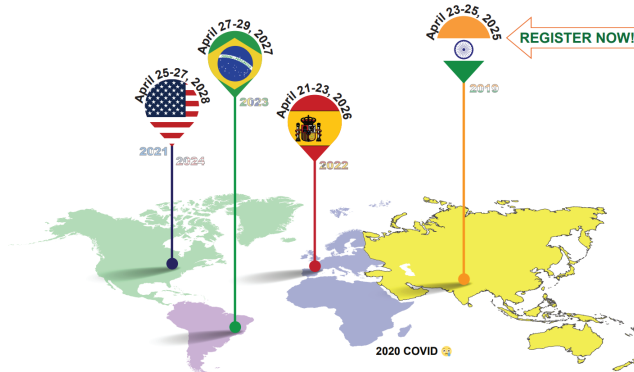 April 25-27, 2028
2021
2024
April 27-29, 2027
2023
April 21-23, 2026
2022
April 23-25, 2025
2019
REGISTER NOW!
2020 COVID 😢